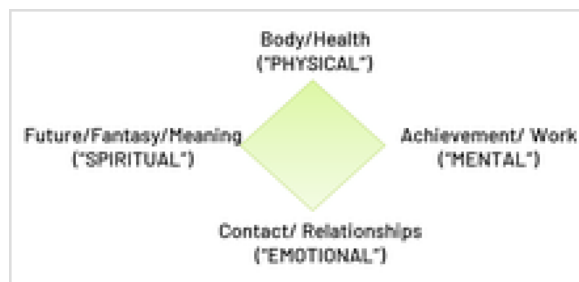 Body/Health
("PHYSICAL")
Future/Fantasy/Meaning
("SPIRITUAL")
Achievement/ Work
("MENTAL")
Contact/ Relationships
("EMOTIONAL")